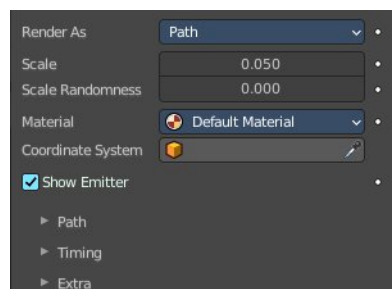 Render As Path
Scale 0.050
Scale Randomness 0.000
Material Default Material
Coordinate System
Show Emitter
Path
Timing
Extra